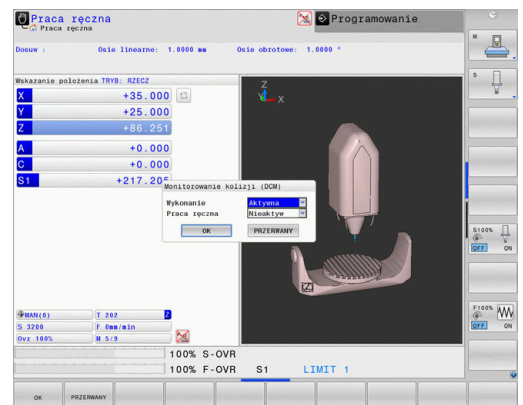 Praca ręczna
Praca ręczna
Programowanie
Dosuw : Osie linearne: 1.0000 mm Osie obrotowe: 1.0000 °
Wskazanie położenia TRYB: RZECZ
X +35.000
Y +25.000
Z +86.251
A +0.000
C +0.000
S1 +217.205
Z
Y
X
Monitorowanie kolizji (DCM)
Wykonanie Aktywna
Praca ręczna Nieaktyw
OK PRZERWANY
MAN(0) T 202 Z
S 3200 F 0mm/min
Ovr 100% M 5/9
100% S-OVR
100% F-OVR S1 LIMIT 1
OK PRZERWANY
M
S
S100%
OFF ON
F100%
OFF ON